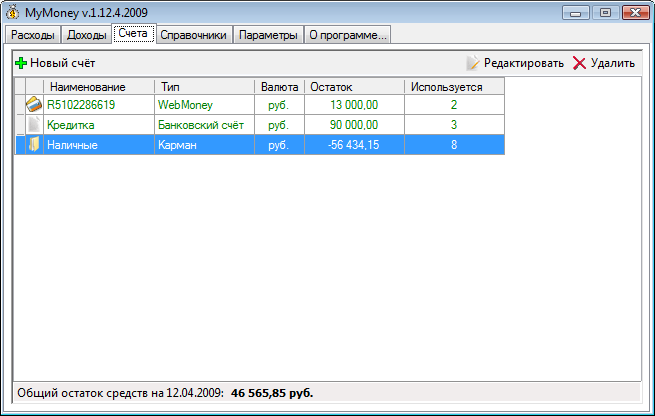 MyMoney v.1.12.4.2009
Расходы Доходы Счета Справочники Параметры О программе...
Новый счёт Редактировать Удалить
Наименование Тип Валюта Остаток Используется
R5102286619 WebMoney руб. 13 000,00 2
Кредитка Банковский счёт руб. 90 000,00 3
Наличные Карман руб. -56 434,15 8
Общий остаток средств на 12.04.2009: 46 565,85 руб.